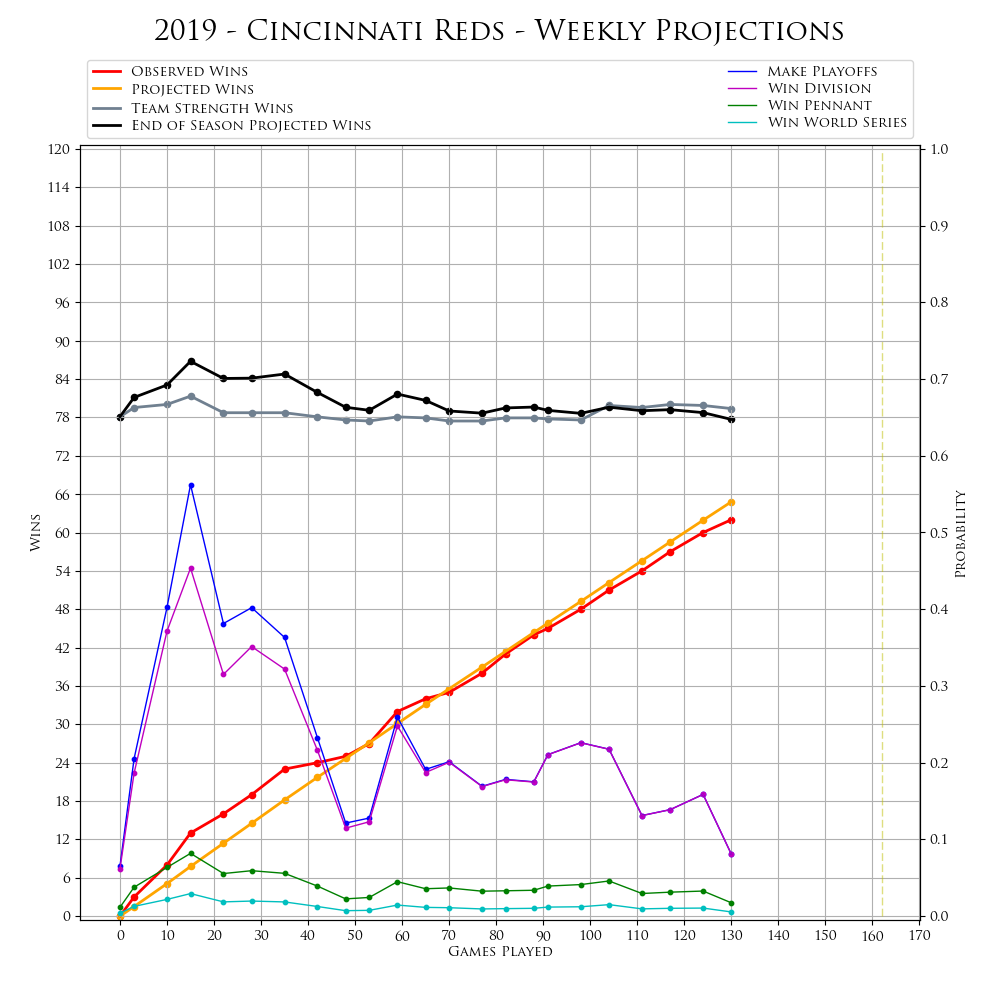 2019 - Cincinnati Reds - Weekly Projections
Observed Wins
Projected Wins
Team Strength Wins
End of Season Projected Wins
Make Playoffs
Win Division
Win Pennant
Win World Series
120
114
108
102
96
90
84
78
72
66
60
54
48
42
36
30
24
18
12
6
0
Wins
1.0
0.9
0.8
0.7
0.6
0.5
0.4
0.3
0.2
0.1
0.0
Probability
0 10 20 30 40 50 60 70 80 90 100 110 120 130 140 150 160 170
Games Played